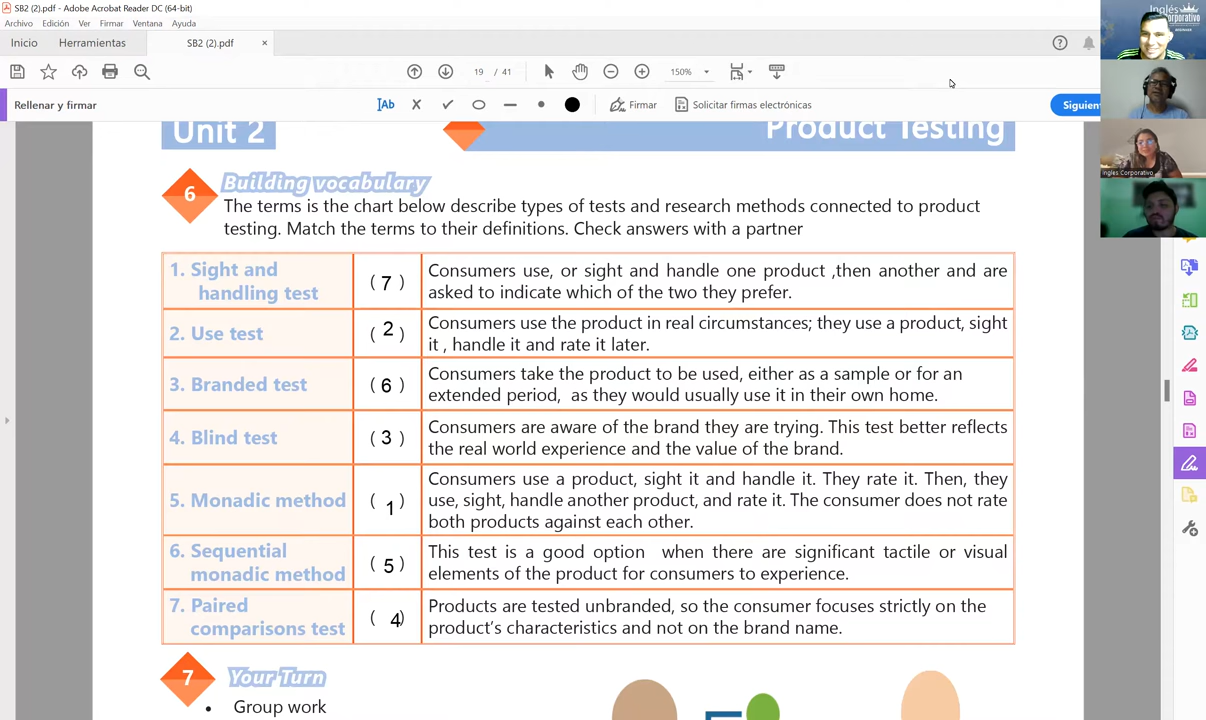 SB2 (2).pdf - Adobe Acrobat Reader DC (64-bit)
Archivo Edición Ver Firmar Ventana Ayuda
Inicio Herramientas SB2 (2).pdf ×
19 / 41 150%
Rellenar y firmar Ab Firmar Solicitar firmas electrónicas Siguien
Inglés
Corporativo
Inglés Corporativo
Unit 2 Product Testing
6 Building vocabulary
The terms is the chart below describe types of tests and research methods connected to product
testing. Match the terms to their definitions. Check answers with a partner
1. Sight and
handling test
( 7 )
Consumers use, or sight and handle one product ,then another and are
asked to indicate which of the two they prefer.
2. Use test
( 2 )
Consumers use the product in real circumstances; they use a product, sight
it , handle it and rate it later.
3. Branded test
( 6 )
Consumers take the product to be used, either as a sample or for an
extended period, as they would usually use it in their own home.
4. Blind test
( 3 )
Consumers are aware of the brand they are trying. This test better reflects
the real world experience and the value of the brand.
5. Monadic method
( 1 )
Consumers use a product, sight it and handle it. They rate it. Then, they
use, sight, handle another product, and rate it. The consumer does not rate
both products against each other.
6. Sequential
monadic method
( 5 )
This test is a good option when there are significant tactile or visual
elements of the product for consumers to experience.
7. Paired
comparisons test
( 4)
Products are tested unbranded, so the consumer focuses strictly on the
product's characteristics and not on the brand name.
7 Your Turn
• Group work